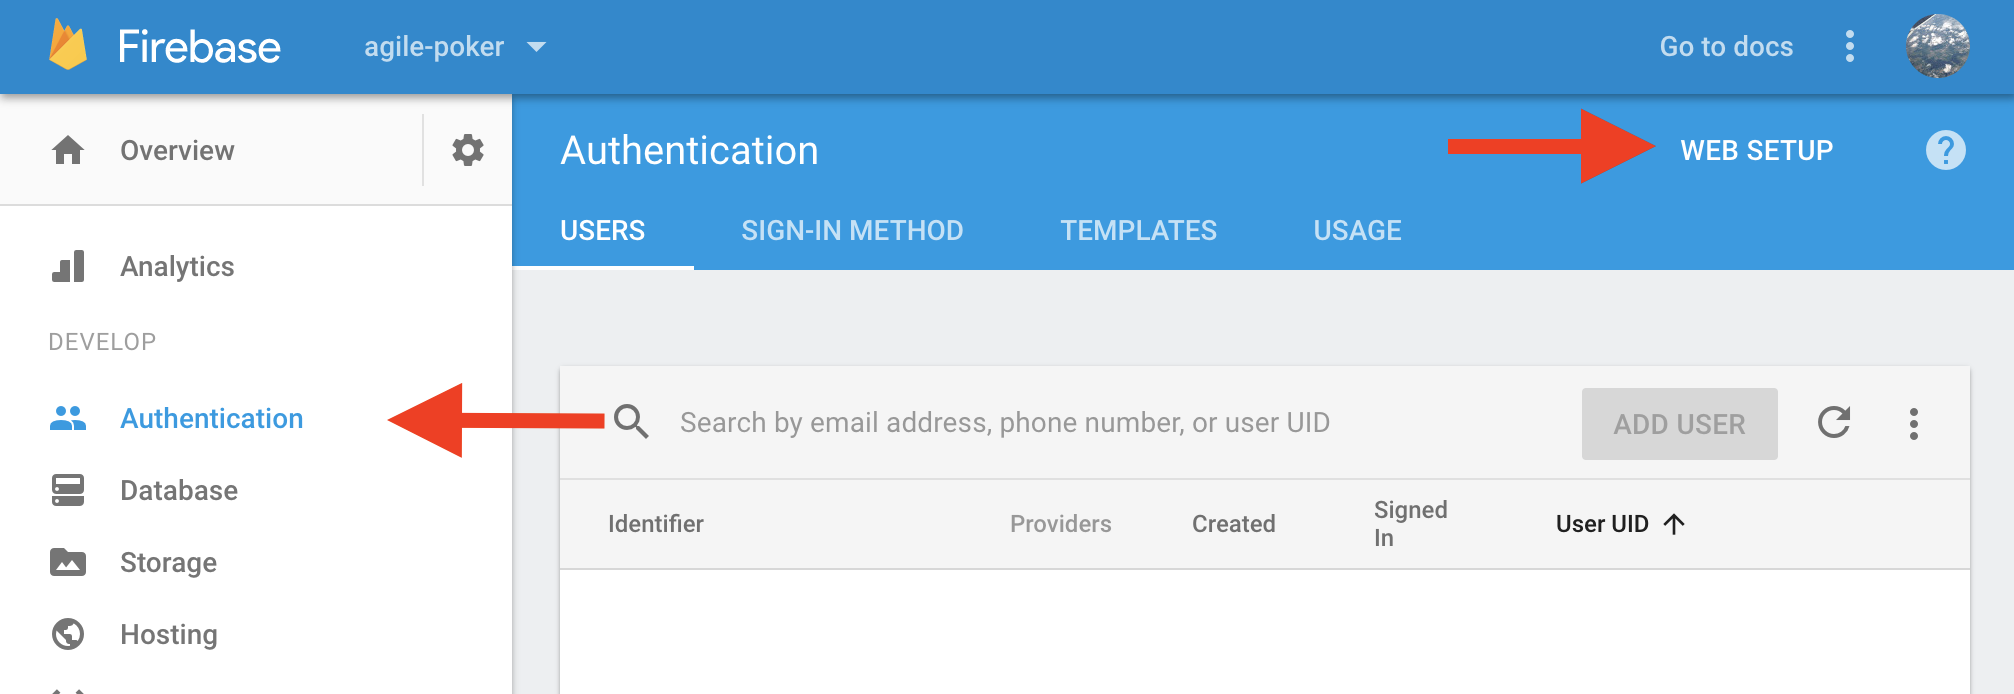 Firebase
agile-poker
Go to docs
Overview
Authentication
WEB SETUP
?
USERS
SIGN-IN METHOD
TEMPLATES
USAGE
Analytics
DEVELOP
Authentication
Database
Storage
Hosting
Search by email address, phone number, or user UID
ADD USER
Identifier
Providers
Created
Signed
In
User UID